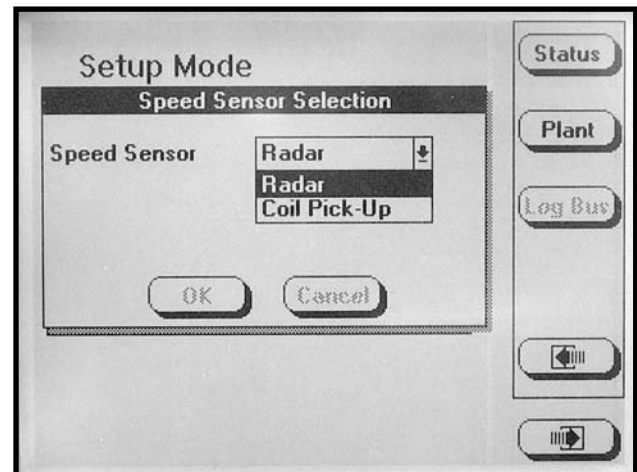 Setup Mode
Speed Sensor Selection
Speed Sensor
Radar
Radar
Coil Pick-Up
OK
Cancel
Status
Plant
Log Bus